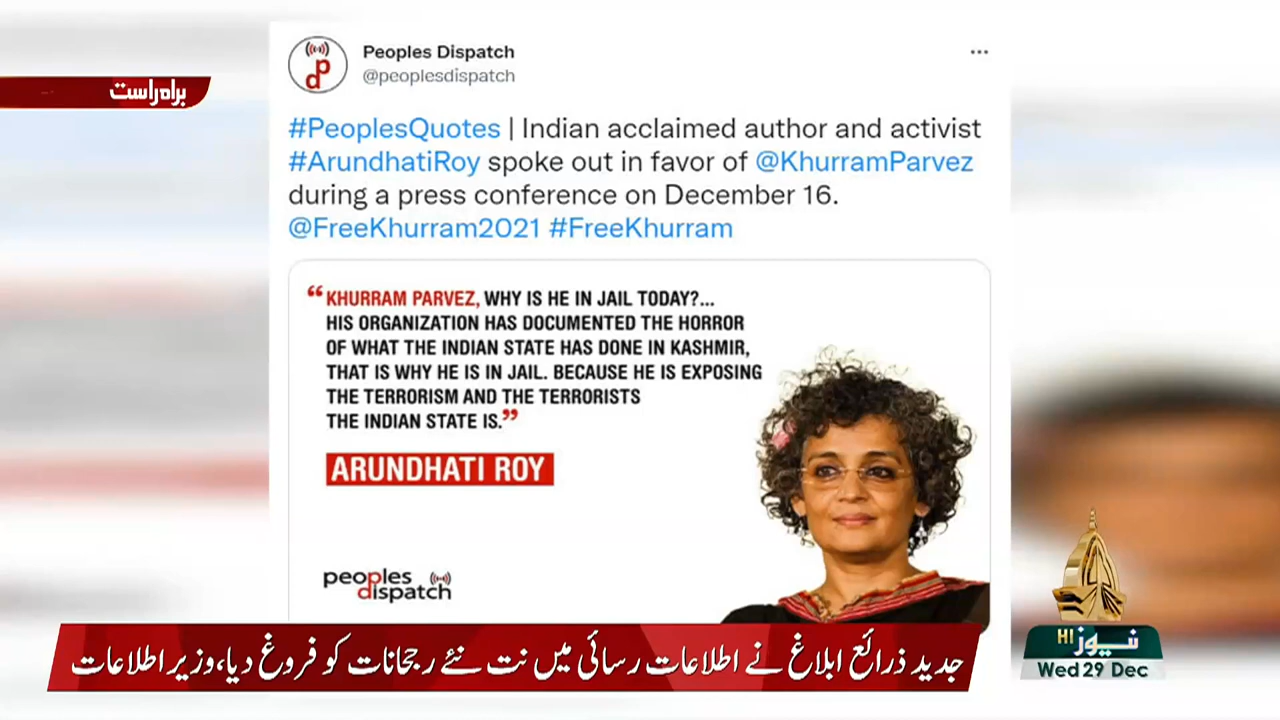 Peoples Dispatch
@peoplesdispatch
براہ راست
#PeoplesQuotes | Indian acclaimed author and activist
#ArundhatiRoy spoke out in favor of @KhurramParvez
during a press conference on December 16.
@FreeKhurram2021 #FreeKhurram
“KHURRAM PARVEZ, WHY IS HE IN JAIL TODAY?...
HIS ORGANIZATION HAS DOCUMENTED THE HORROR
OF WHAT THE INDIAN STATE HAS DONE IN KASHMIR,
THAT IS WHY HE IS IN JAIL. BECAUSE HE IS EXPOSING
THE TERRORISM AND THE TERRORISTS
THE INDIAN STATE IS.”
ARUNDHATI ROY
peoples
dispatch
جدید ذرائع ابلاغ نے اطلاعات رسائی میں نت نئے رجحانات کو فروغ دیا،وزیر اطلاعات
نیوز HI
Wed 29 Dec